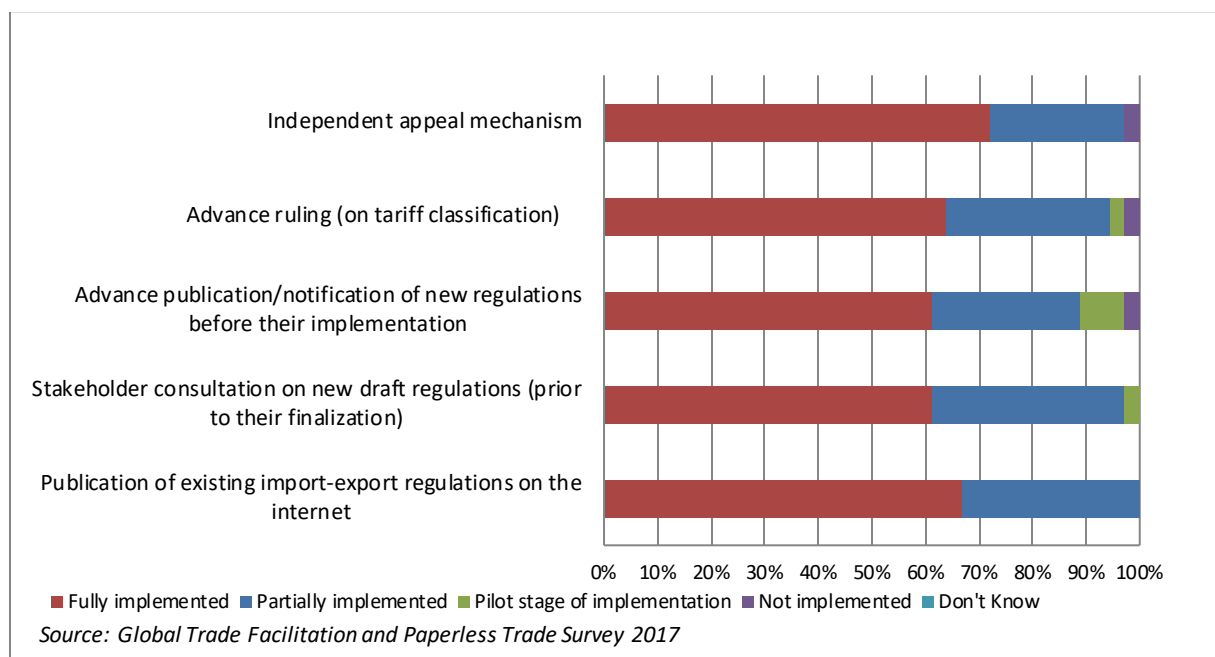 Independent appeal mechanism
Advance ruling (on tariff classification)
Advance publication/notification of new regulations
before their implementation
Stakeholder consultation on new draft regulations (prior
to their finalization)
Publication of existing import-export regulations on the
internet
0% 10% 20% 30% 40% 50% 60% 70% 80% 90% 100%
Fully implemented Partially implemented Pilot stage of implementation Not implemented Don't Know
Source: Global Trade Facilitation and Paperless Trade Survey 2017